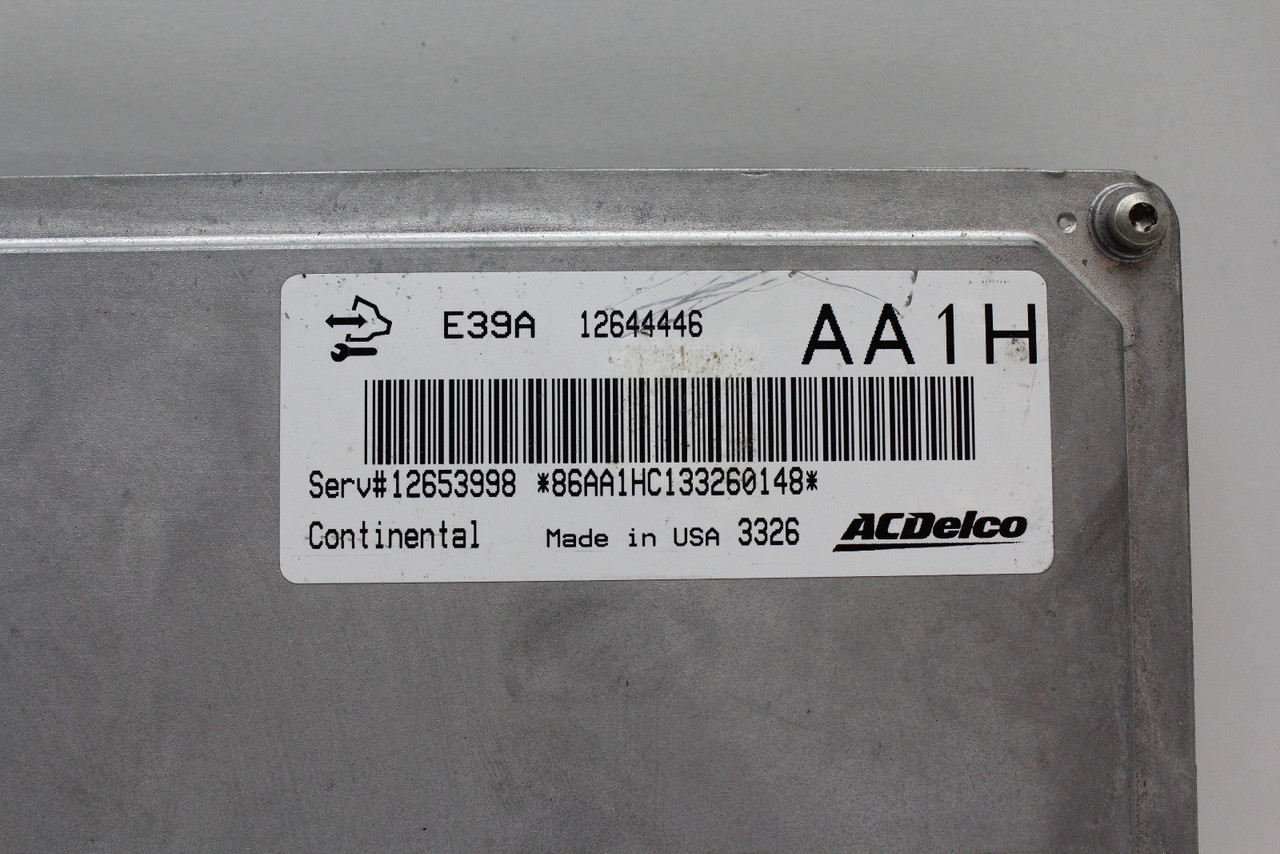 E39A 12644446 AA1H
Serv#12653998 *86AA1HC133260148*
Continental Made in USA 3326 ACDelco